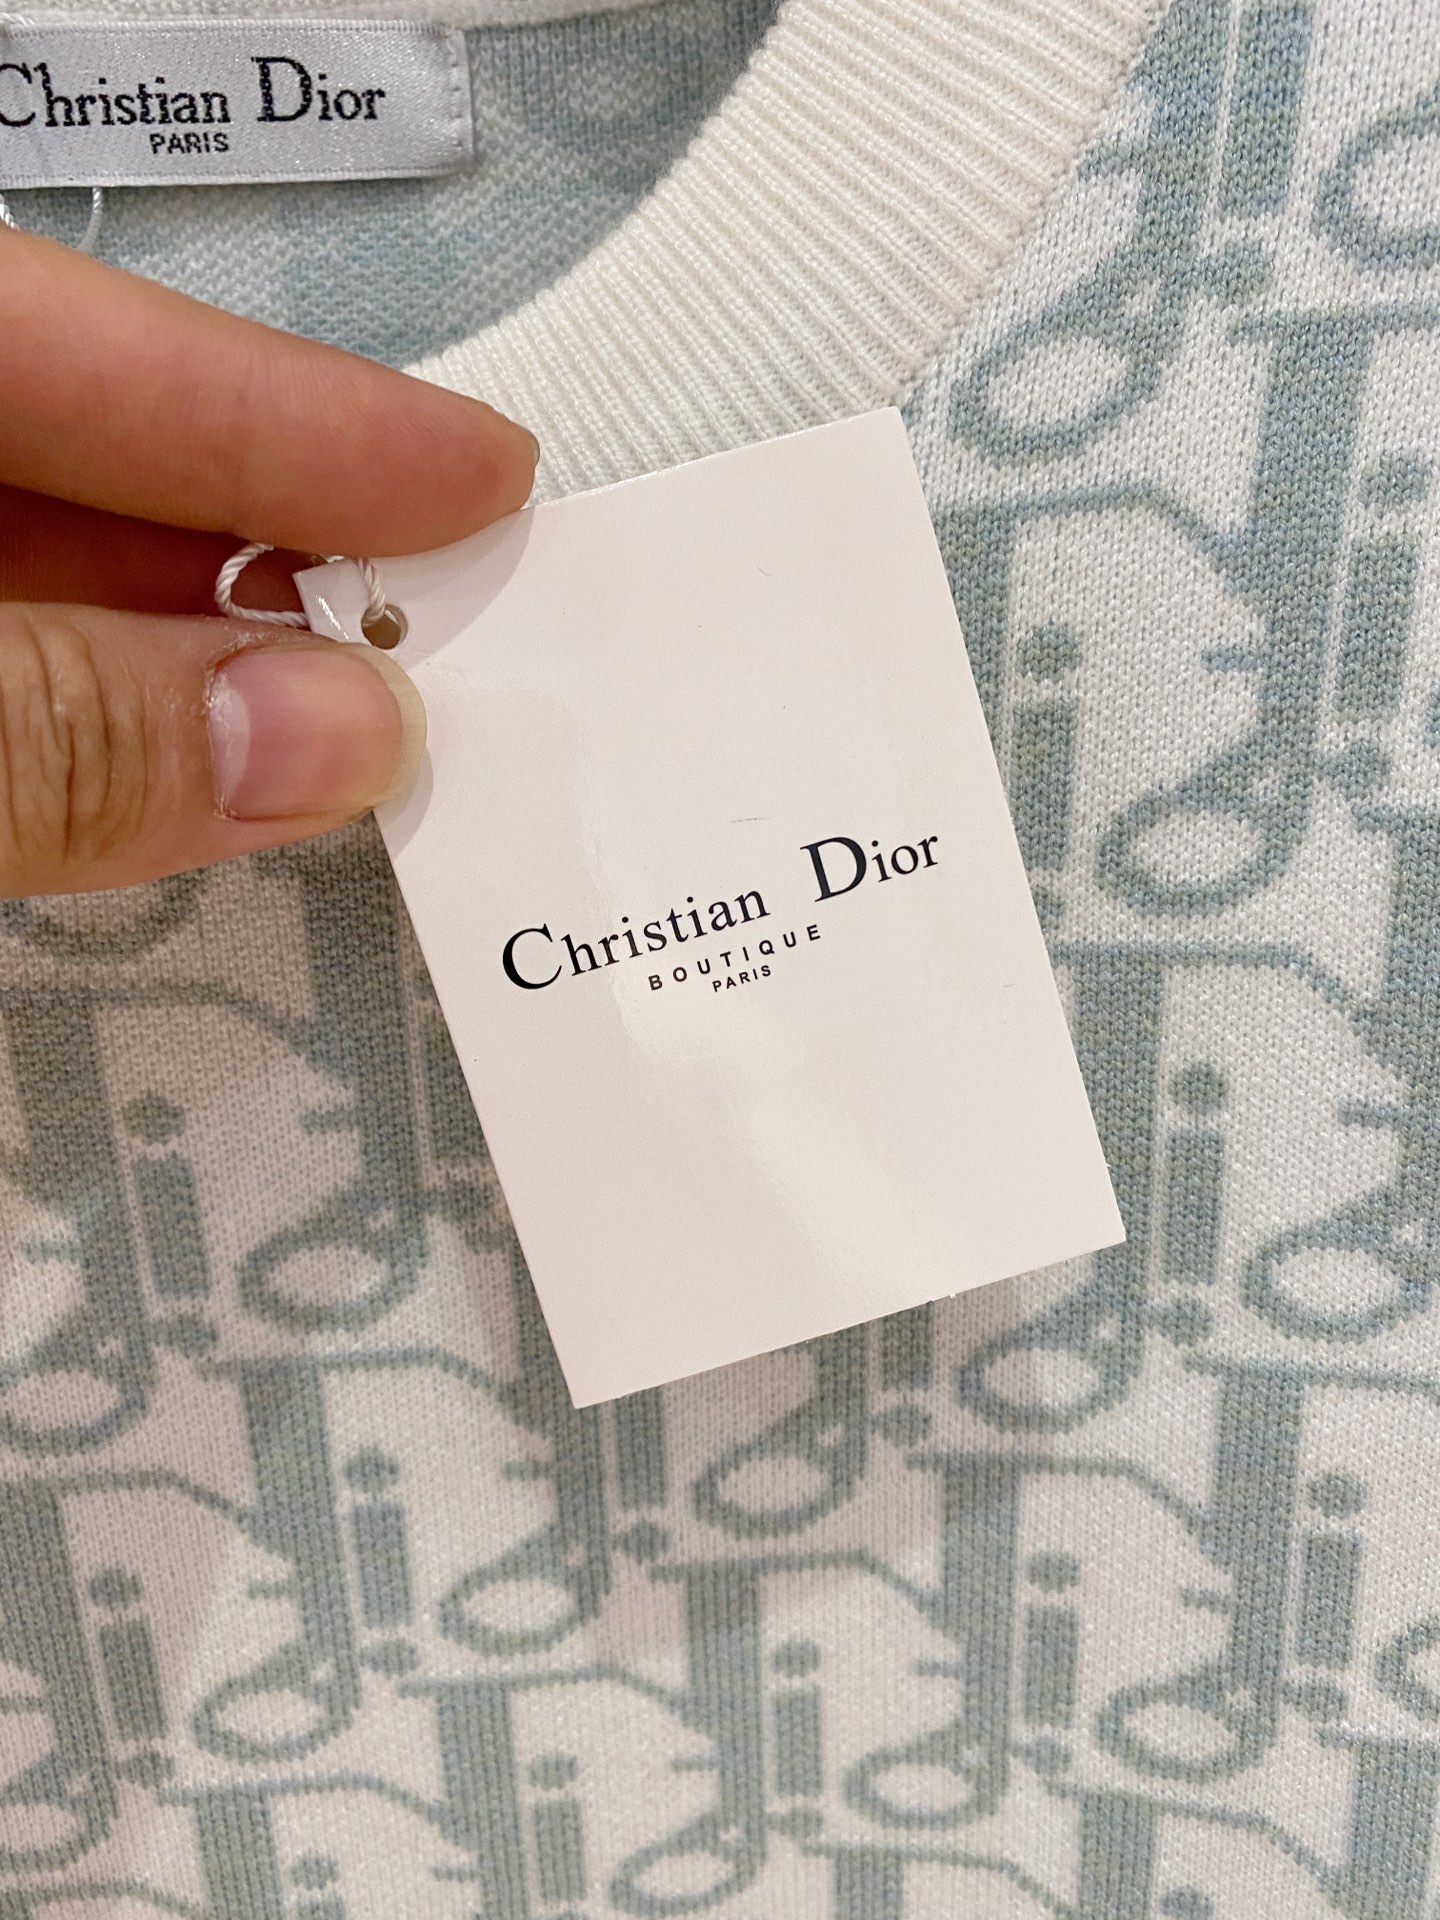 Christian Dior
PARIS
Christian Dior
BOUTIQUE
PARIS